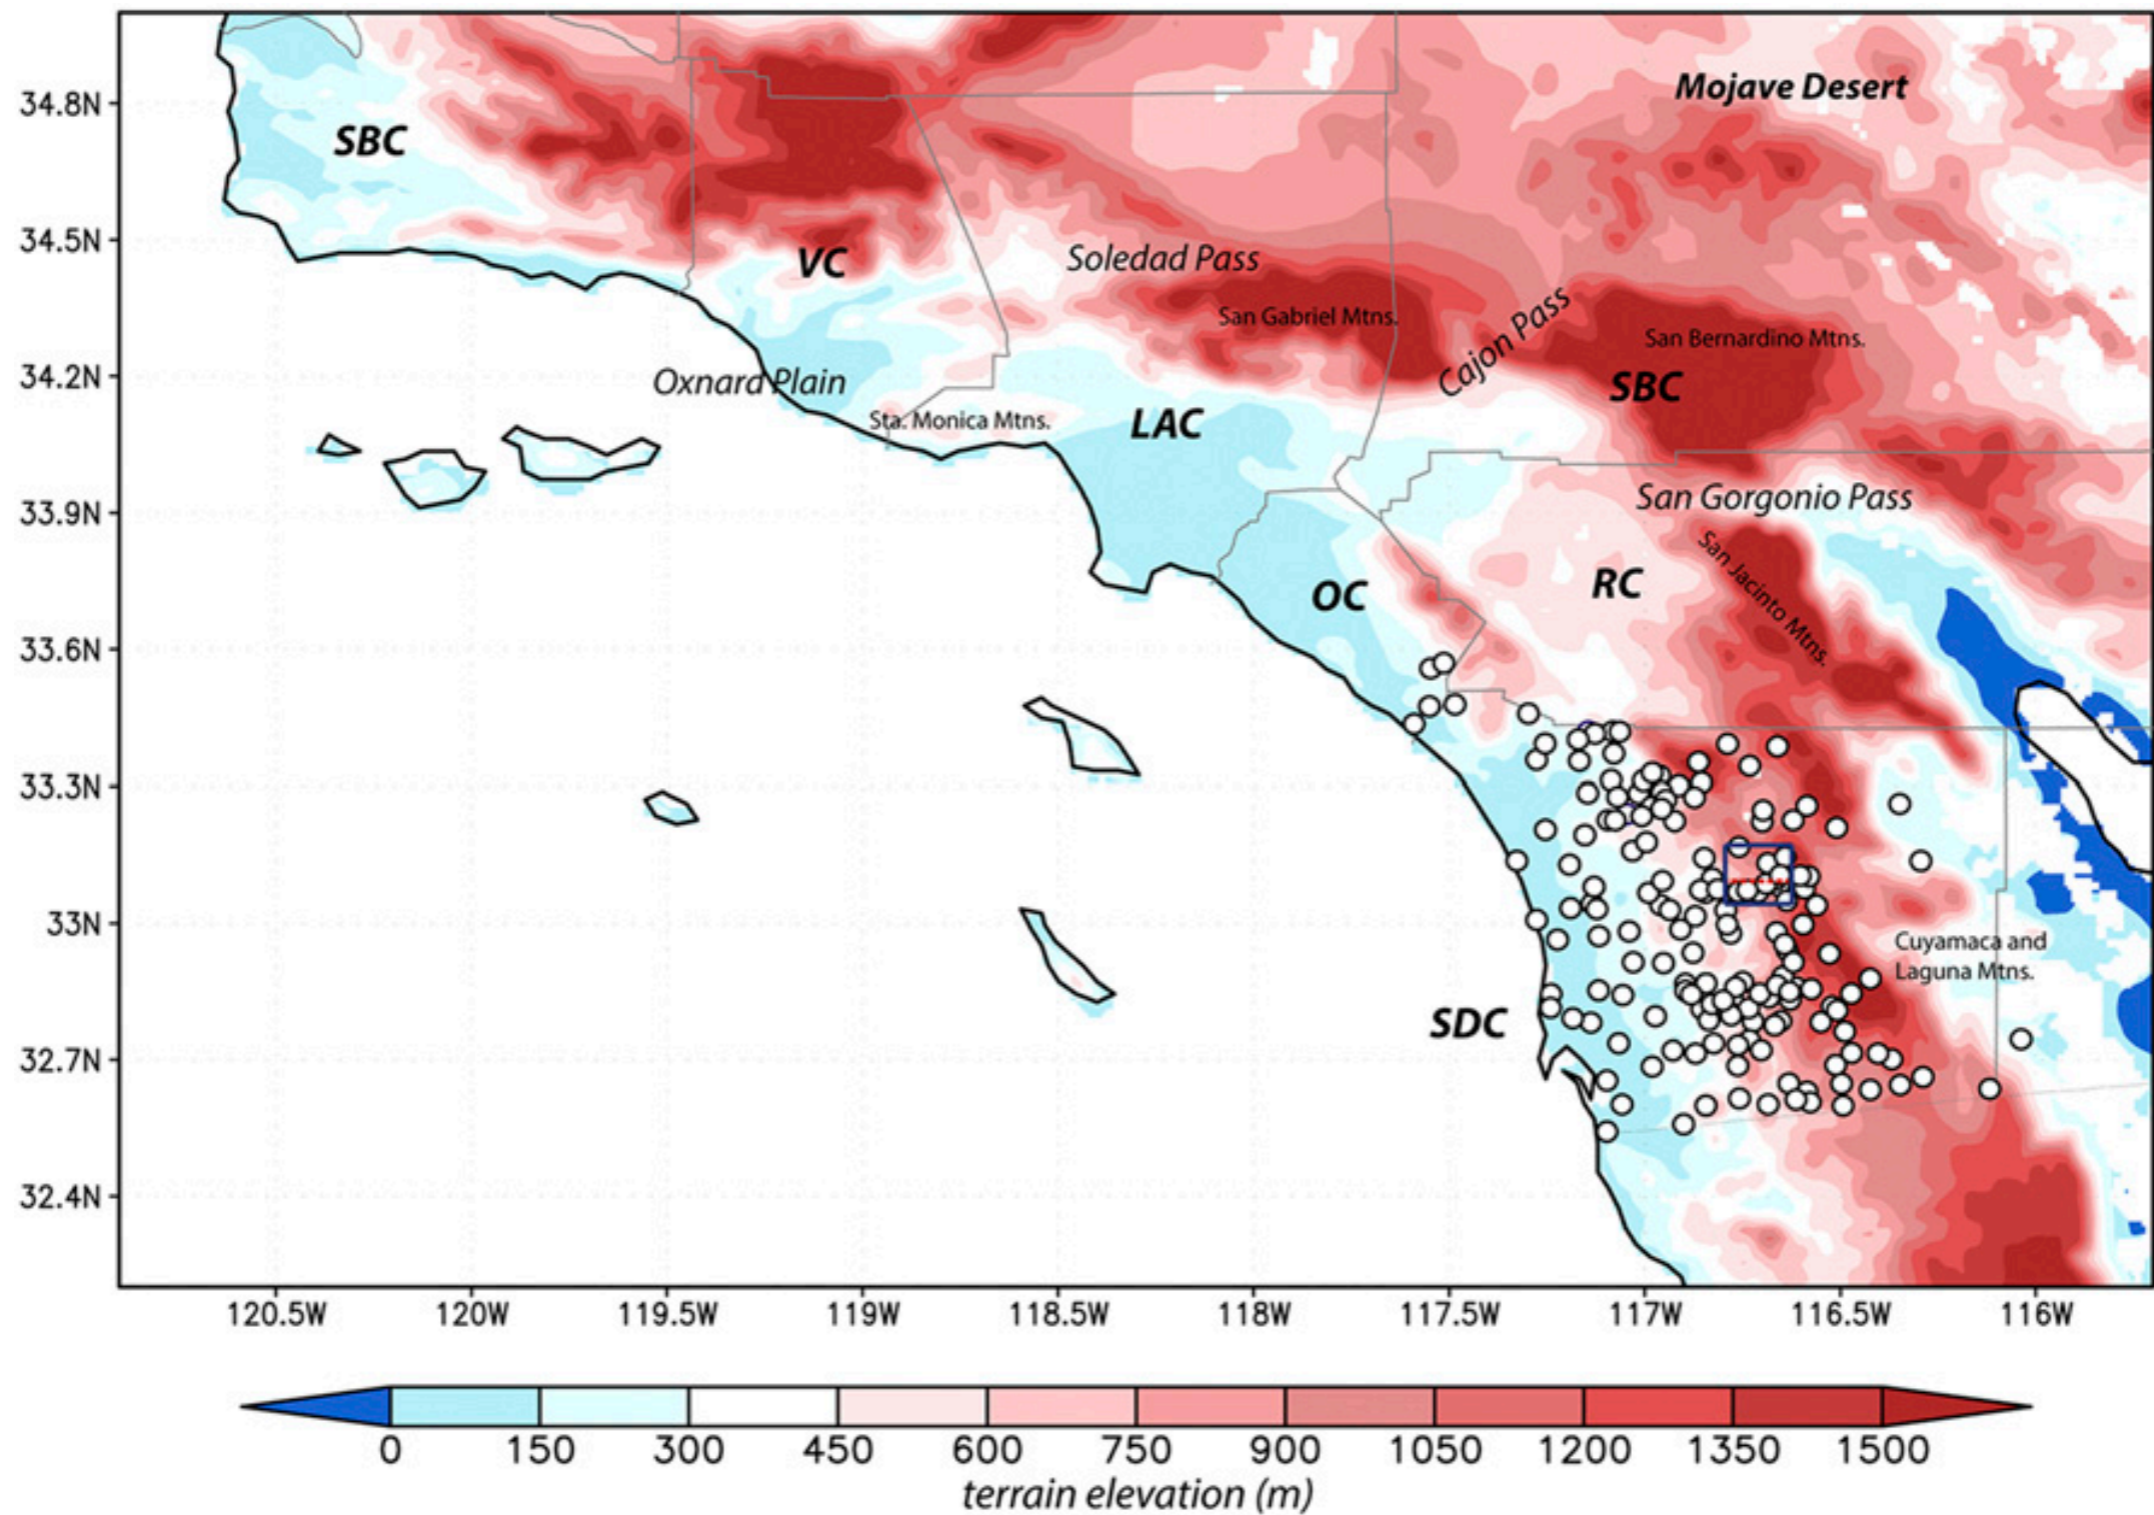 34.8N
34.5N
34.2N
33.9N
33.6N
33.3N
33N
32.7N
32.4N
Mojave Desert
SBC
VC
Soledad Pass
San Gabriel Mtns.
Cajon Pass
San Bernardino Mtns.
SBC
Oxnard Plain
Sta. Monica Mtns.
LAC
San Gorgonio Pass
San Jacinto Mtns.
OC
RC
Cuyamaca and
Laguna Mtns.
SDC
120.5W 120W 119.5W 119W 118.5W 118W 117.5W 117W 116.5W 116W
0 150 300 450 600 750 900 1050 1200 1350 1500
terrain elevation (m)